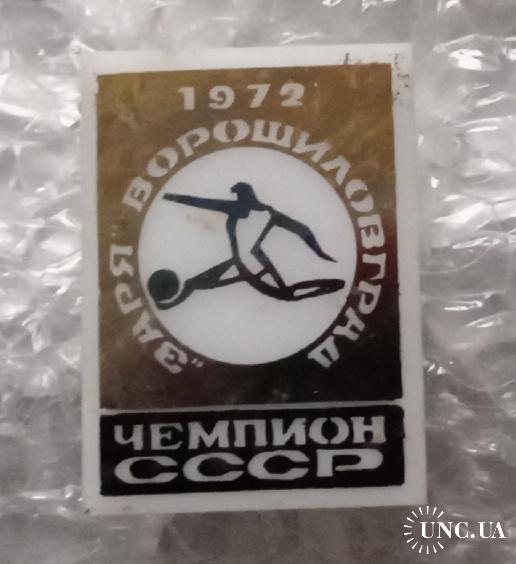 1972
"ЗАРЯ" ВОРОШИЛОВГРАД
ЧЕМПИОН
СССР
UNC.UA